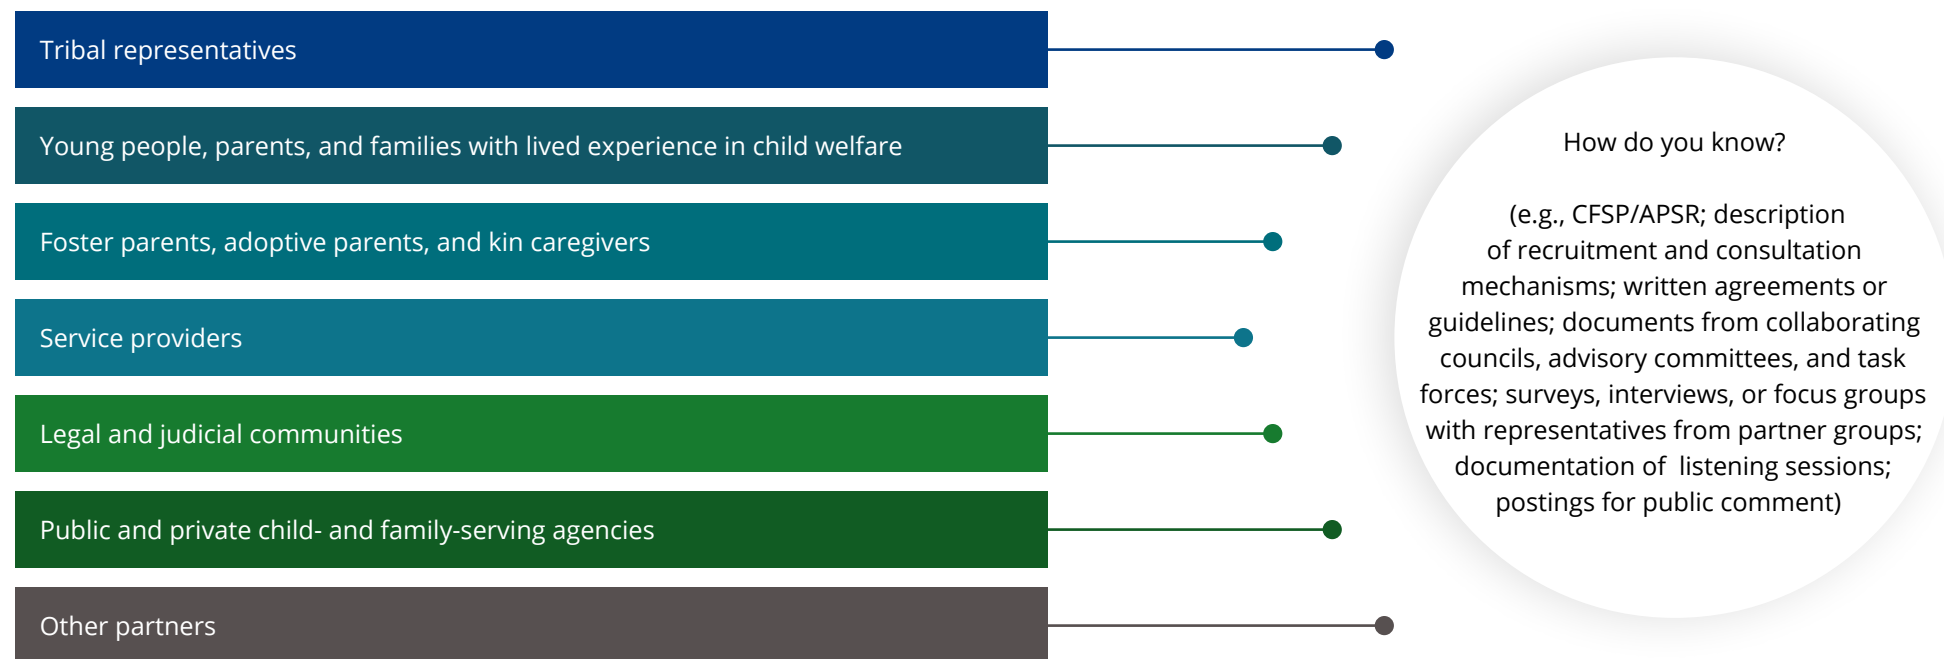 Tribal representatives
Young people, parents, and families with lived experience in child welfare
Foster parents, adoptive parents, and kin caregivers
Service providers
Legal and judicial communities
Public and private child- and family-serving agencies
Other partners
How do you know?
(e.g., CFSP/APSR; description
of recruitment and consultation
mechanisms; written agreements or
guidelines; documents from collaborating
councils, advisory committees, and task
forces; surveys, interviews, or focus groups
with representatives from partner groups;
documentation of  listening sessions;
postings for public comment)